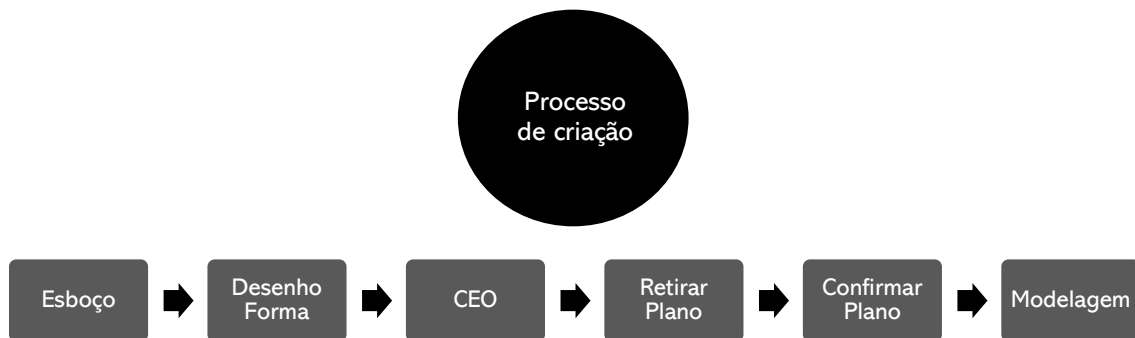 Processo
de criação
Esboço
Desenho
Forma
CEO
Retirar
Plano
Confirmar
Plano
Modelagem